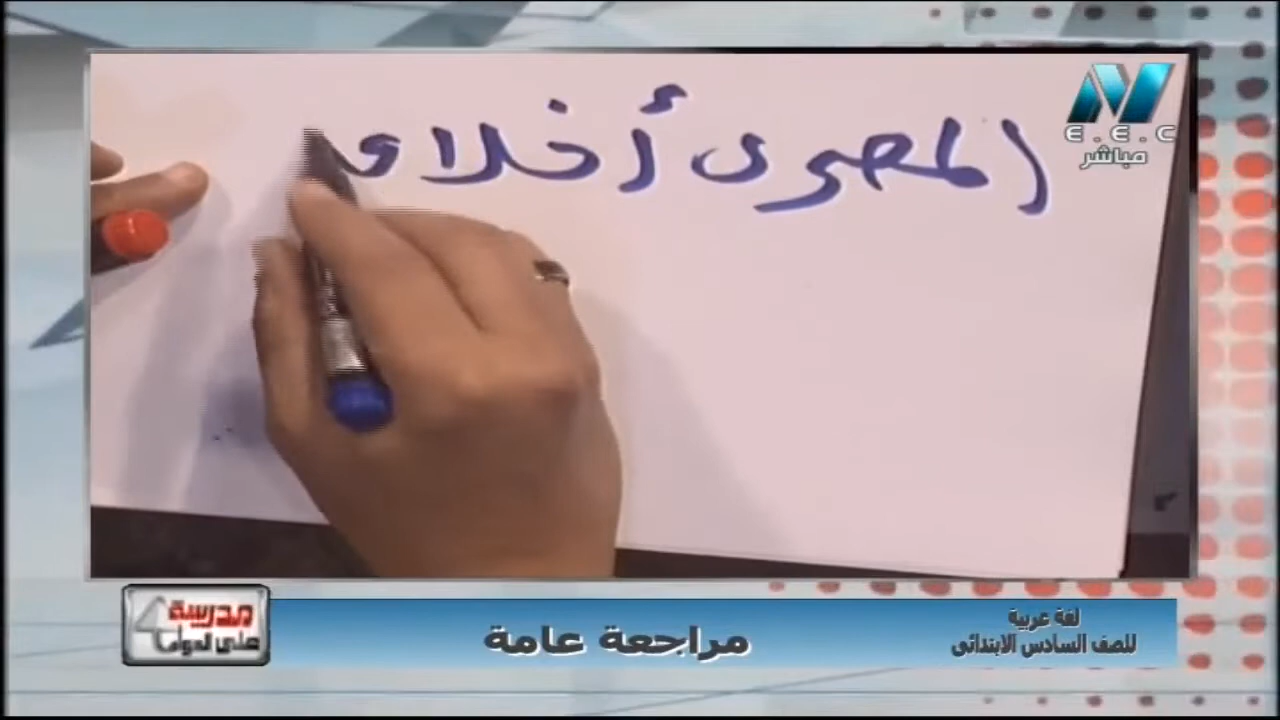 المصرى أخلاق
E.E.C
مباشر
لغة عربية
للصف السادس الابتدائى
مراجعة عامة
مدرسة
على الهوا